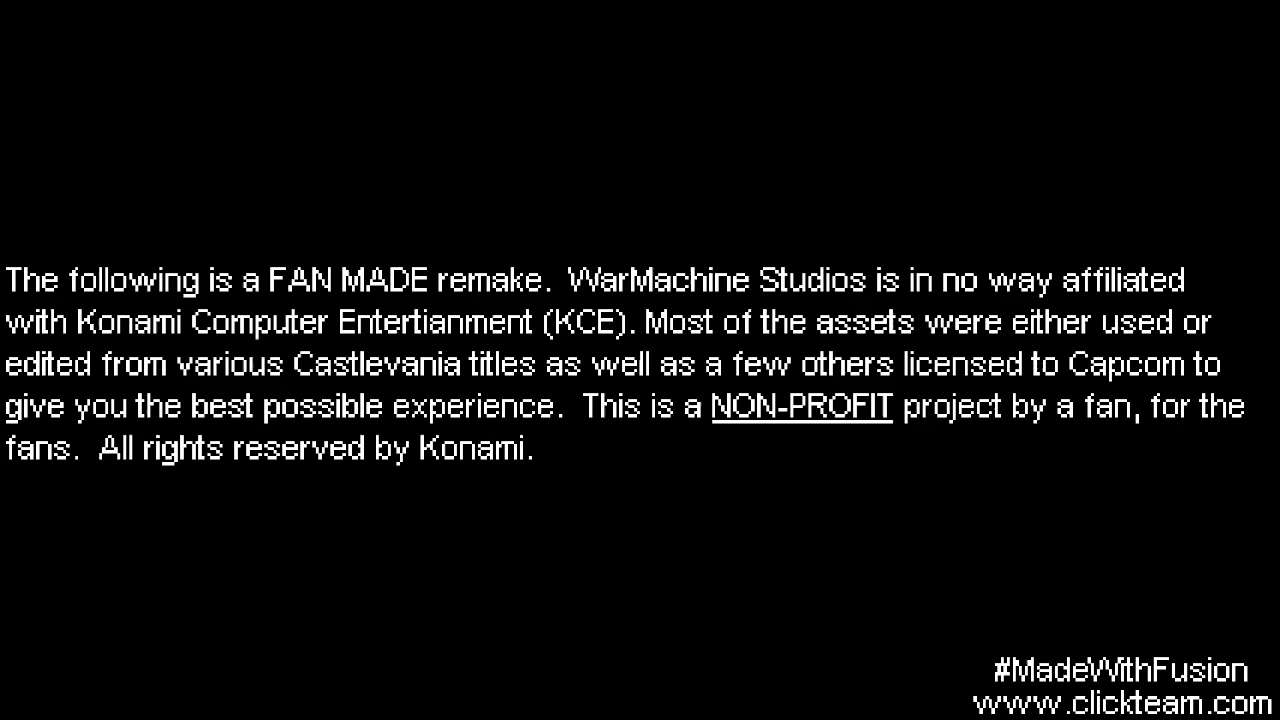 The following is a FAN MADE remake.  WarMachine Studios is in no way affiliated
with Konami Computer Entertianment (KCE). Most of the assets were either used or
edited from various Castlevania titles as well as a few others licensed to Capcom to
give you the best possible experience.  This is a NON-PROFIT project by a fan, for the
fans.  All rights reserved by Konami.
#MadeWithFusion
www.clickteam.com